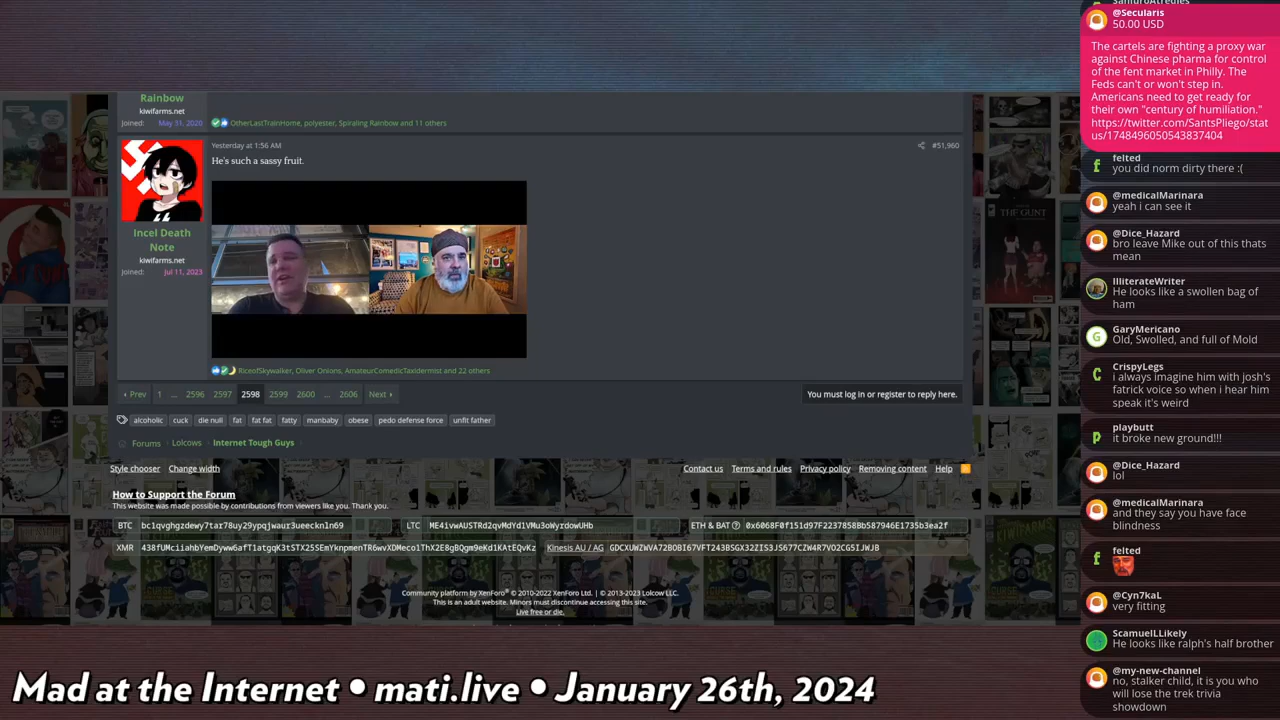 Rainbow
kiwifarms.net
Joined: May 31, 2020
OtherLastTrainHome, polyester, Spiraling Rainbow and 11 others
Yesterday at 1:56 AM
#51,960
He's such a sassy fruit.
Incel Death
Note
kiwifarms.net
Joined: Jul 11, 2023
RiceofSkywalker, Oliver Onions, AmateurComedicTaxidermist and 22 others
Prev 1 ... 2596 2597 2598 2599 2600 ... 2606 Next
You must log in or register to reply here.
alcoholic cuck die null fat fat fat fatty manbaby obese pedo defense force unfit father
Forums Lolcows Internet Tough Guys
Style chooser Change width
Contact us Terms and rules Privacy policy Removing content Help
How to Support the Forum
This website was made possible by contributions from viewers like you. Thank you.
BTC bc1qvghgzdewy7tar78uy29ypqjwaur3ueeckn1n69 LTC ME4ivwAUSTRd2qvMdYd1VMu3oWyrdowUHb ETH & BAT 0x6068F0f151d97F2237858Bb587946E1735b3ea2f
XMR 438fUMciiahbYemDyww6afT1atgqK3tSTX25SEmYknpmenTR6wvXDMeco1ThX2E8gBQgm9eKd1KAtEQvKz Kinesis AU / AG GDCXUWZWVA72BOBI67VFT243BSGX32ZIS3JS677CZW4R7VO2CG5IJWJB
Community platform by XenForo® © 2010-2022 XenForo Ltd. | © 2013-2023 Lolcow LLC.
This is an adult website. Minors must discontinue accessing this site.
Live free or die.
THE GUNT
Mad at the Internet • mati.live • January 26th, 2024
@Secularis
50.00 USD
The cartels are fighting a proxy war
against Chinese pharma for control
of the fent market in Philly. The
Feds can't or won't step in.
Americans need to get ready for
their own "century of humiliation."
https://twitter.com/SantsPliego/stat
us/1748496050543837404
felted
you did norm dirty there :(
@medicalMarinara
yeah i can see it
@Dice_Hazard
bro leave Mike out of this thats
mean
IlliterateWriter
He looks like a swollen bag of
ham
GaryMericano
Old, Swolled, and full of Mold
CrispyLegs
i always imagine him with josh's
fatrick voice so when i hear him
speak it's weird
playbutt
it broke new ground!!!
@Dice_Hazard
lol
@medicalMarinara
and they say you have face
blindness
felted
@Cyn7kaL
very fitting
ScamuelLLikely
He looks like ralph's half brother
@my-new-channel
no, stalker child, it is you who
will lose the trek trivia
showdown